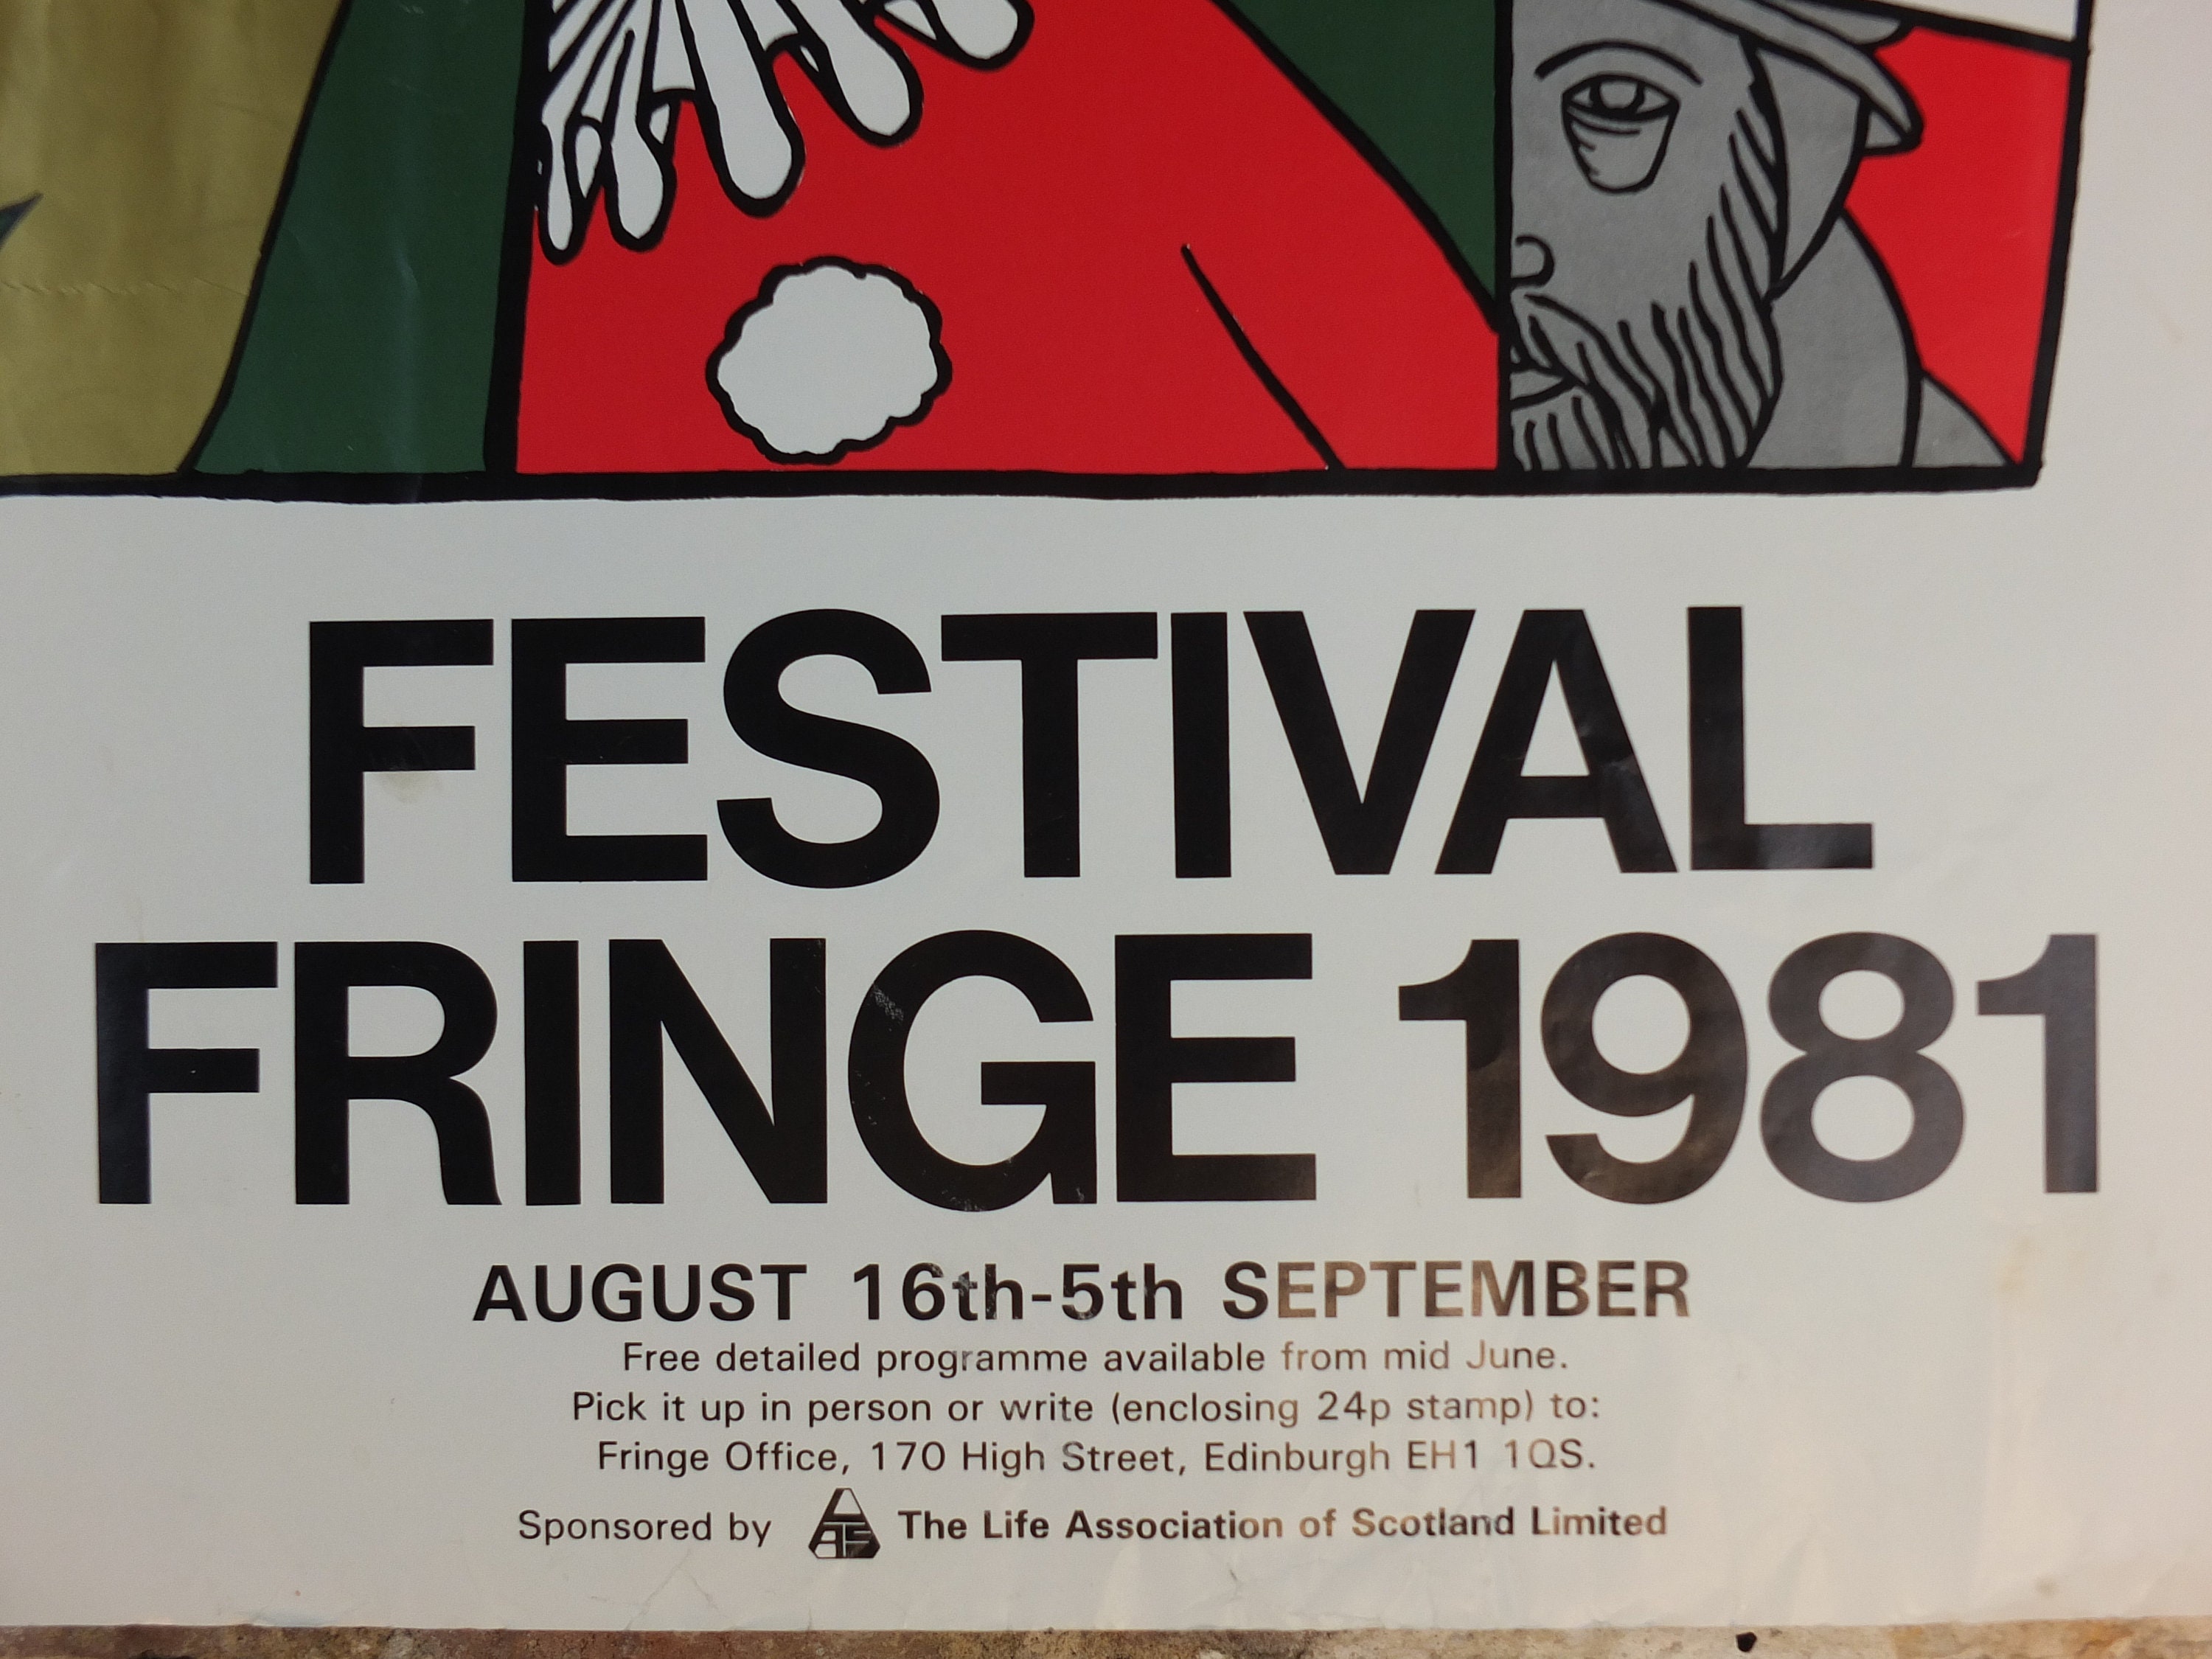 FESTIVAL
FRINGE 1981
AUGUST 16th-5th SEPTEMBER
Free detailed programme available from mid June.
Pick it up in person or write (enclosing 24p stamp) to:
Fringe Office, 170 High Street, Edinburgh EH1 1QS.
Sponsored by LAS The Life Association of Scotland Limited